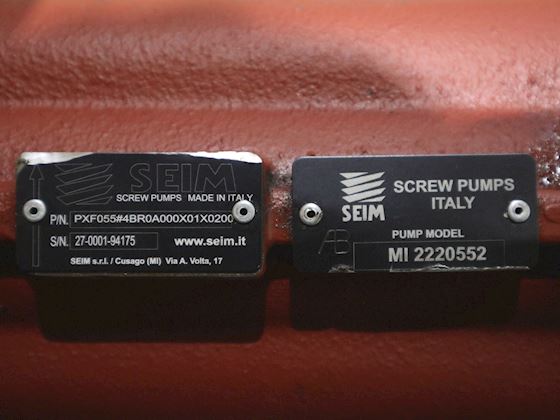 SEIM
SCREW PUMPS MADE IN ITALY
P/N. PXF055#4BR0A000X01X0200
S/N. 27-0001-94175 www.seim.it
SEIM s.r.l. / Cusago (MI) Via A. Volta, 17
SEIM
SCREW PUMPS
ITALY
AB
PUMP MODEL
MI 2220552